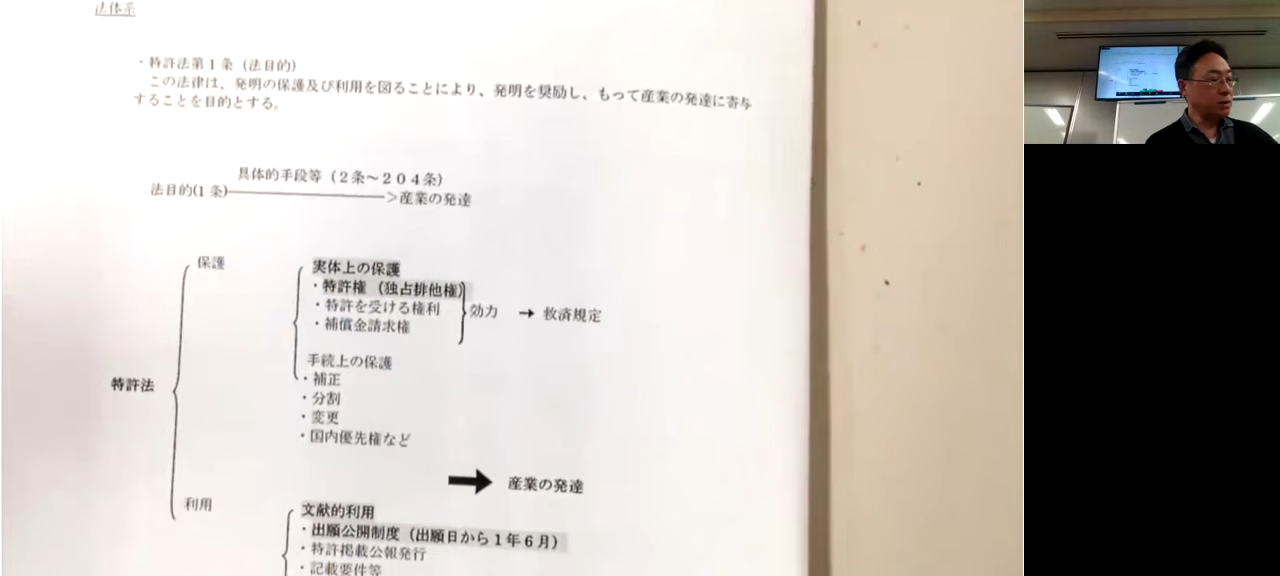 法体系
・特許法第1条（法目的）
この法律は、発明の保護及び利用を図ることにより、発明を奨励し、もって産業の発達に寄与
することを目的とする。
具体的手段等（２条～２０４条）
法目的(1 条)
>産業の発達
保護
実体上の保護
・特許権（独占排他権）
・特許を受ける権利
・補償金請求権
効力
→ 救済規定
手続上の保護
・補正
・分割
・変更
・国内優先権など
特許法
産業の発達
利用
文献的利用
・出願公開制度（出願日から１年６月）
・特許掲載公報発行
・記載要件等